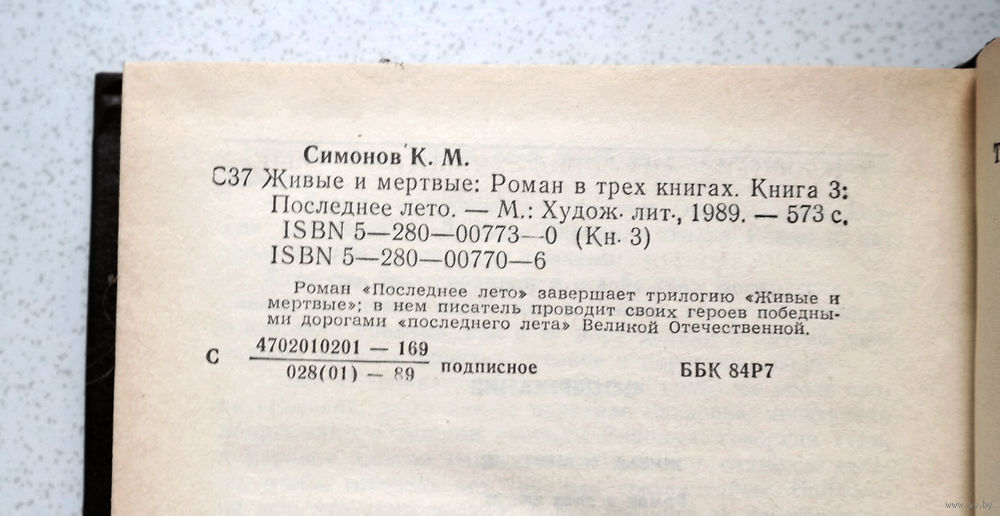 Симонов К. М.
С37 Живые и мертвые: Роман в трех книгах. Книга 3:
Последнее лето. — М.: Худож. лит., 1989. — 573 с.
ISBN 5—280—00773—0 (Кн. 3)
ISBN 5—280—00770—6
Роман «Последнее лето» завершает трилогию «Живые и
мертвые»; в нем писатель проводит своих героев победны-
ми дорогами «последнего лета» Великой Отечественной.
С 4702010201 — 169
028(01) — 89 подписное ББК 84Р7